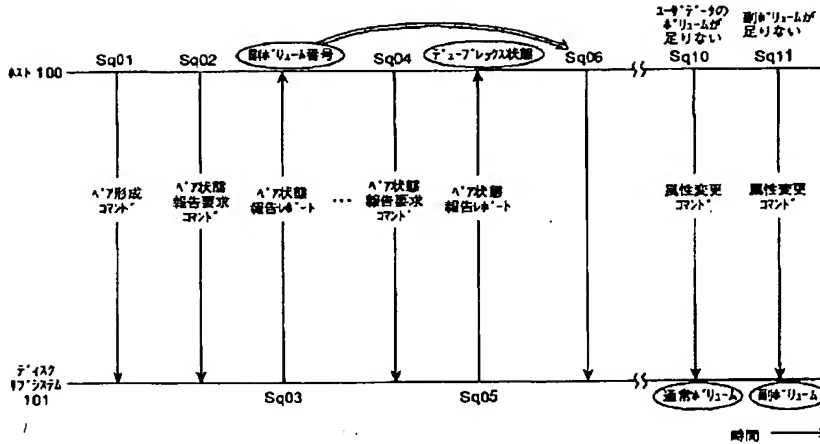 ユーザデータの
ボリュームが
足りない
副ボリュームが
足りない
Sq01
Sq02
副ボリューム番号
Sq04
デュープレックス状態
Sq06
Sq10
Sq11
ホスト 100
ペア形成
コマンド
ペア状態
報告要求
コマンド
ペア状態
報告レポート
…
ペア状態
報告要求
コマンド
ペア状態
報告レポート
属性変更
コマンド
属性変更
コマンド
ディスク
サブシステム
101
Sq03
Sq05
通常ボリューム
副ボリューム
時間